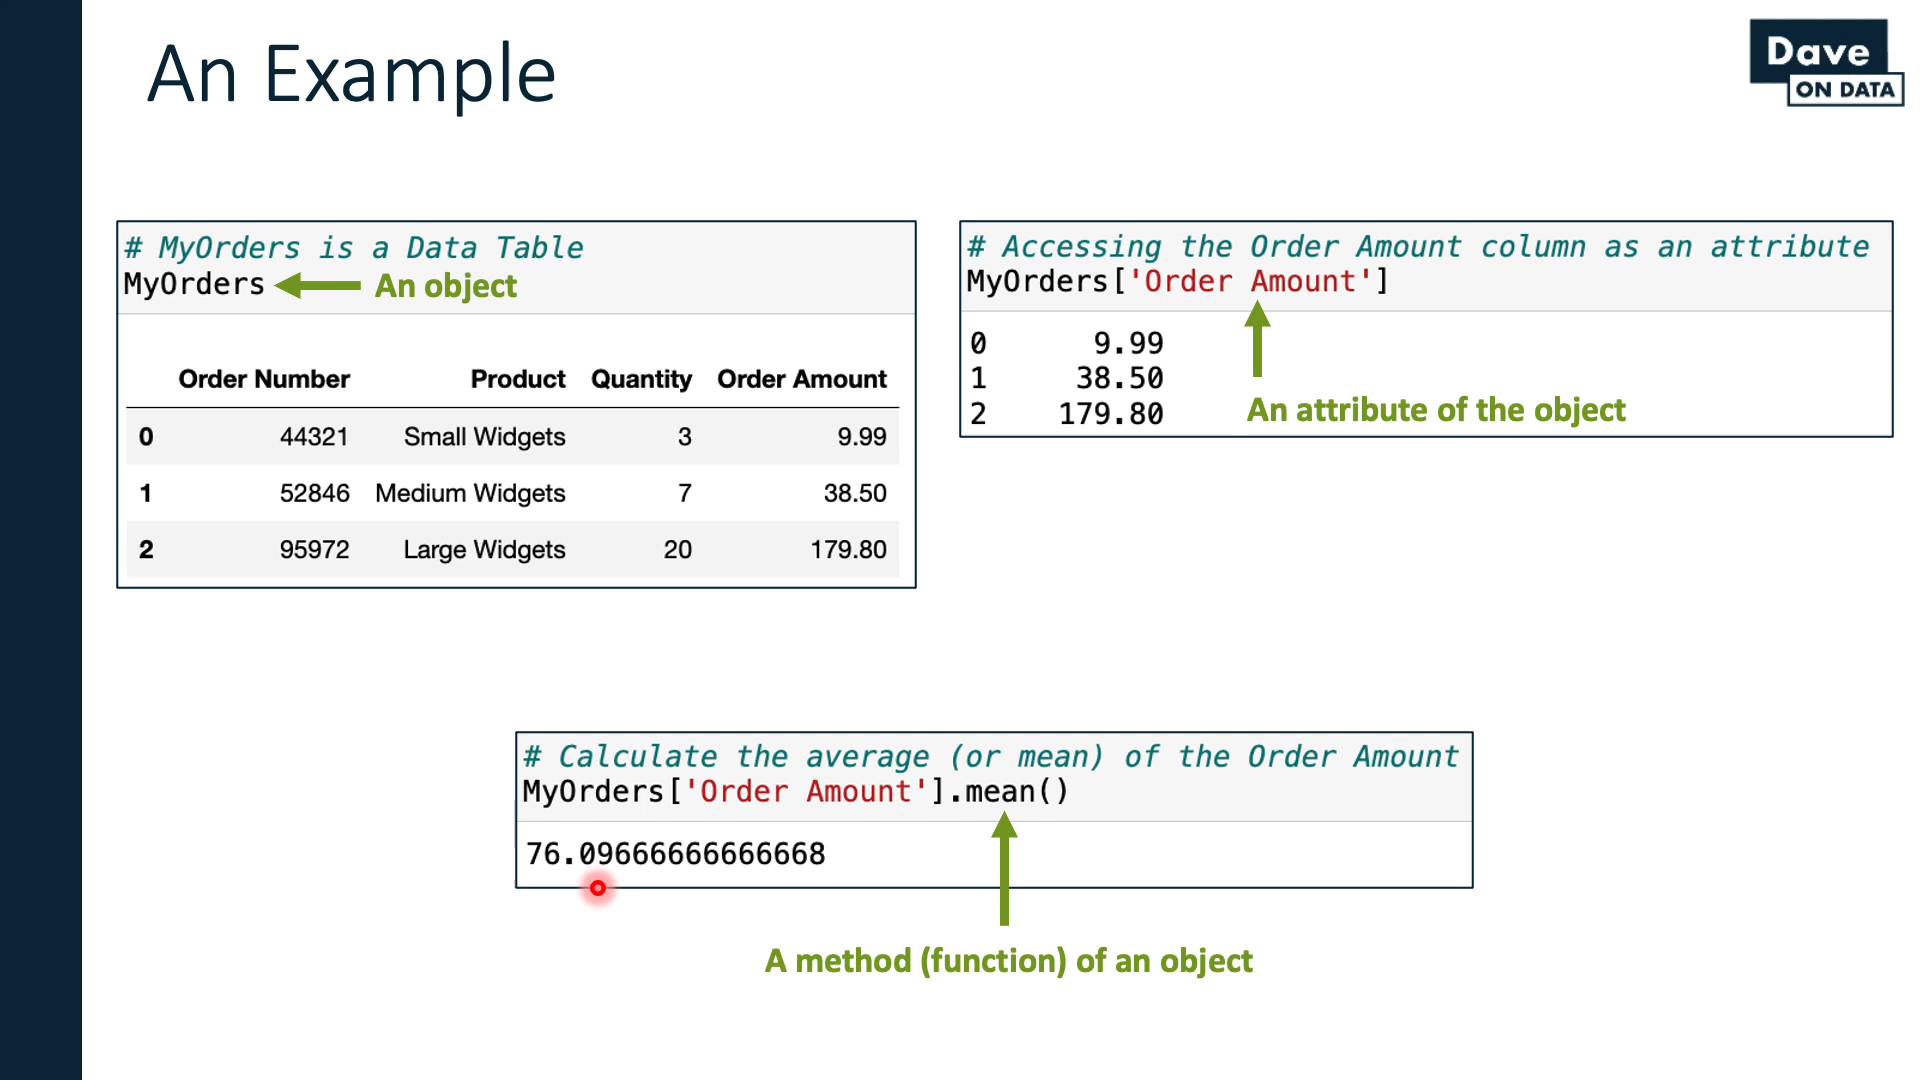 An Example
Dave
ON DATA
# MyOrders is a Data Table
MyOrders An object
Order Number Product Quantity Order Amount
0 44321 Small Widgets 3 9.99
1 52846 Medium Widgets 7 38.50
2 95972 Large Widgets 20 179.80
# Accessing the Order Amount column as an attribute
MyOrders['Order Amount']
0 9.99
1 38.50
2 179.80
An attribute of the object
# Calculate the average (or mean) of the Order Amount
MyOrders['Order Amount'].mean()
76.09666666666668
A method (function) of an object